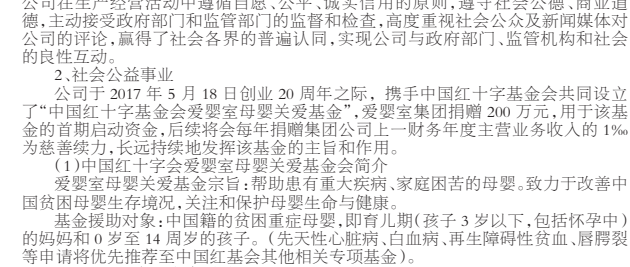 公司在生产经营活动中遵循自愿、公平、诚实信用的原则,遵守社会公德、商业道
德,主动接受政府部门和监管部门的监督和检查,高度重视社会公众及新闻媒体对
公司的评论,赢得了社会各界的普遍认同,实现公司与政府部门、监管机构和社会
的良性互动。
2、社会公益事业
公司于 2017 年 5 月 18 日创业 20 周年之际, 携手中国红十字基金会共同设立
了“中国红十字基金会爱婴室母婴关爱基金”,爱婴室集团捐赠 200 万元,用于该基
金的首期启动资金,后续将会每年捐赠集团公司上一财务年度主营业务收入的 1‰
为慈善续力,长远持续地发挥该基金的主旨和作用。
(1)中国红十字会爱婴室母婴关爱基金会简介
爱婴室母婴关爱基金宗旨:帮助患有重大疾病、家庭困苦的母婴。致力于改善中
国贫困母婴生存境况,关注和保护母婴生命与健康。
基金援助对象:中国籍的贫困重症母婴,即育儿期(孩子 3 岁以下,包括怀孕中)
的妈妈和 0 岁至 14 周岁的孩子。(先天性心脏病、白血病、再生障碍性贫血、唇腭裂
等申请将优先推荐至中国红基会其他相关专项基金)。